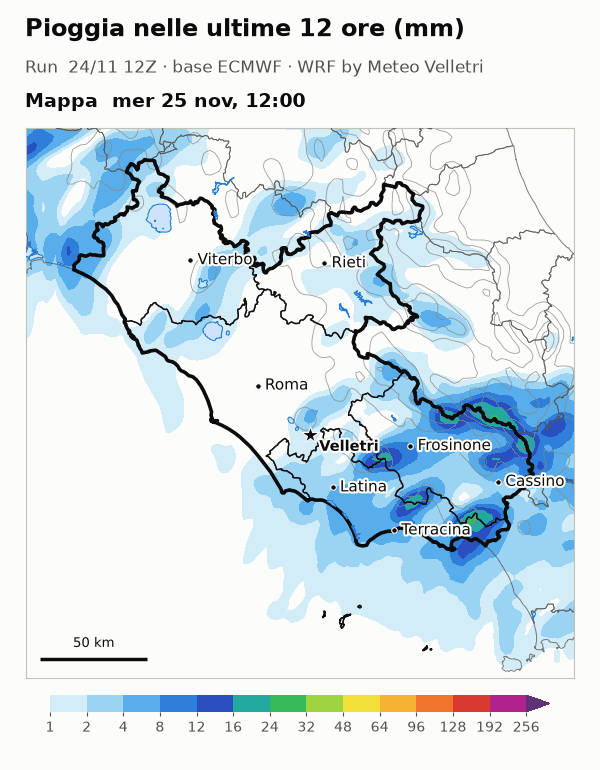 Pioggia nelle ultime 12 ore (mm)
Run 24/11 12Z · base ECMWF · WRF by Meteo Velletri
Mappa mer 25 nov, 12:00
Viterbo
Rieti
Roma
Velletri
Frosinone
Latina
Cassino
Terracina
50 km
1 2 4 8 12 16 24 32 48 64 96 128 192 256